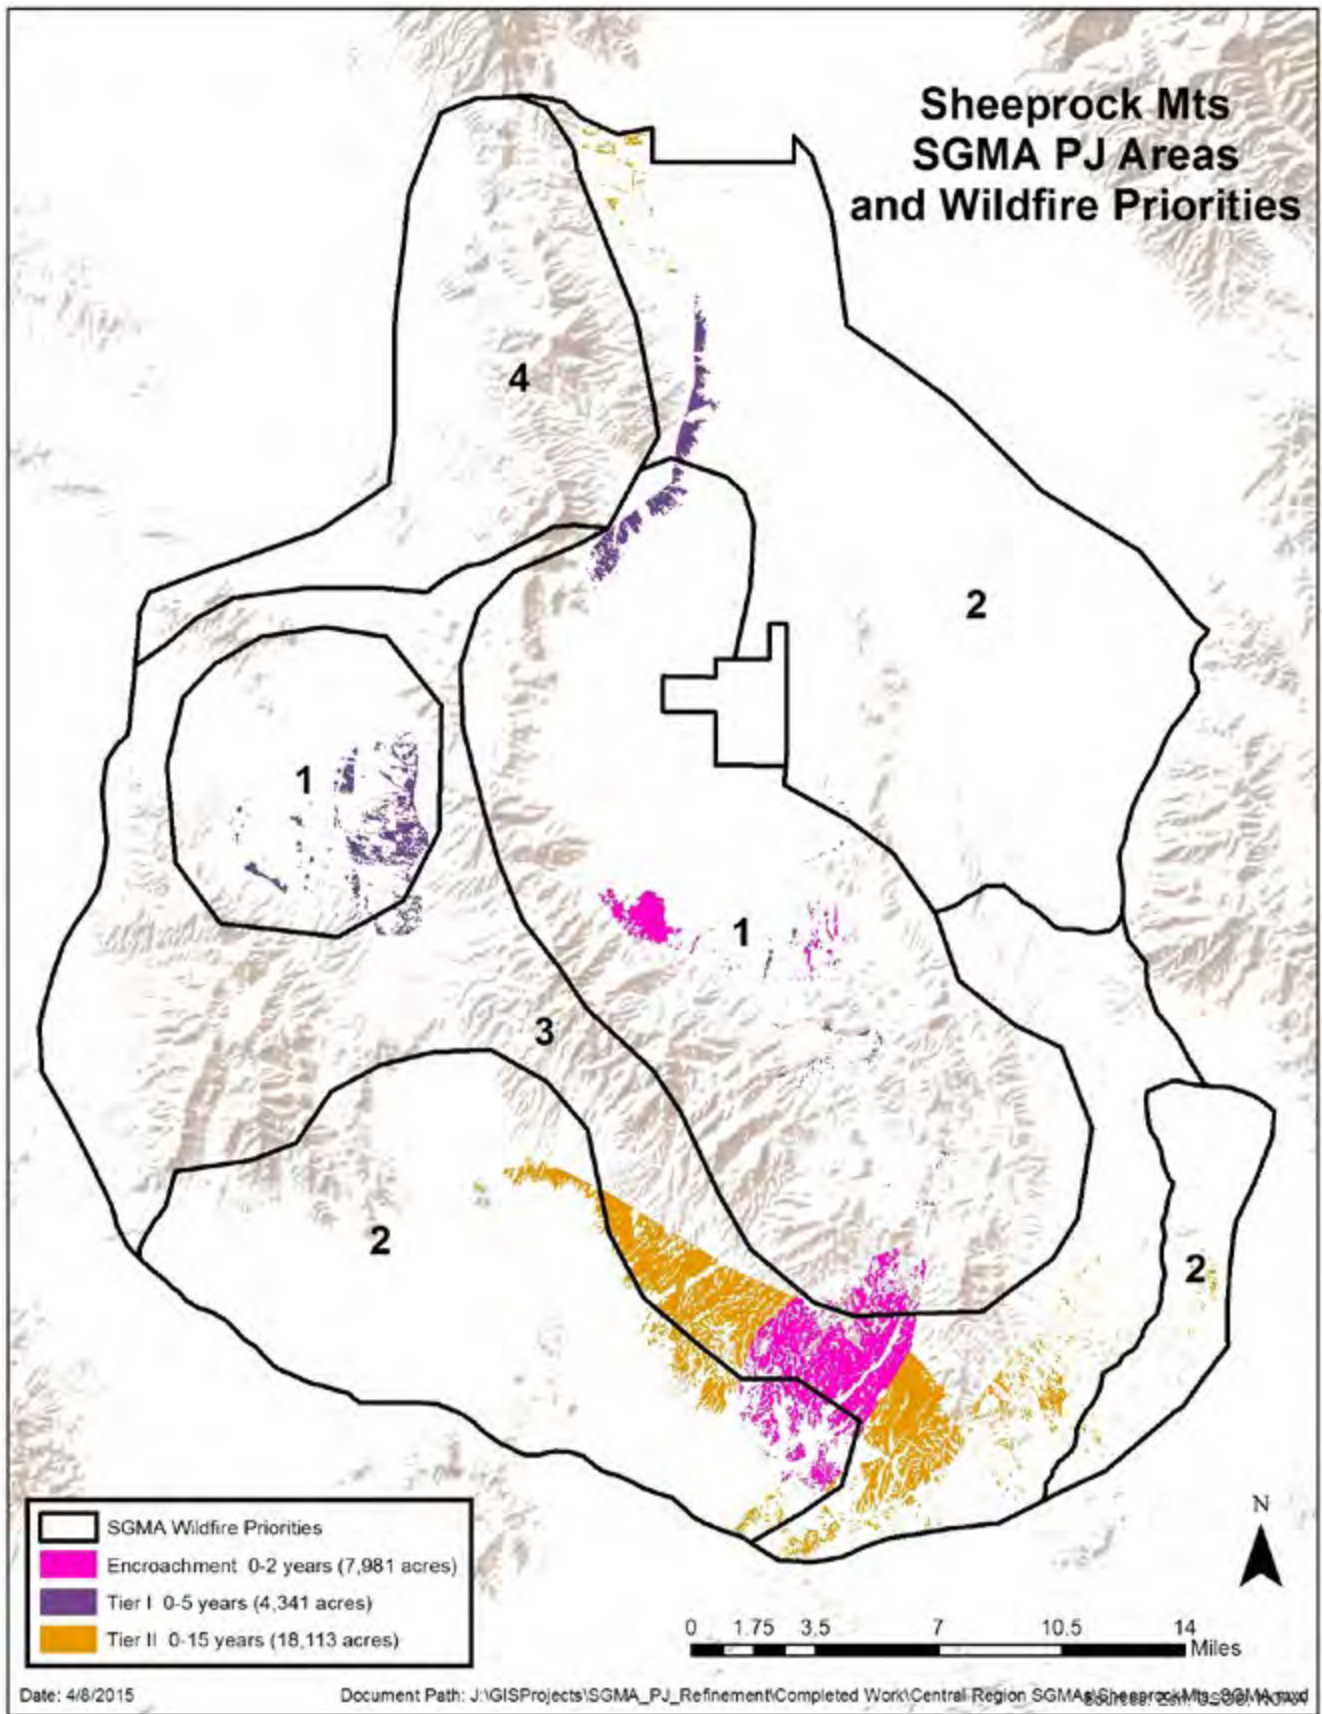 Sheeprock Mts
SGMA PJ Areas
and Wildfire Priorities
4
2
1
1
3
2
2
SGMA Wildfire Priorities
Encroachment 0-2 years (7,981 acres)
Tier I 0-5 years (4,341 acres)
Tier II 0-15 years (18,113 acres)
N
0 1.75 3.5 7 10.5 14
Miles
Date: 4/8/2015
Document Path: J:\GISProjects\SGMA_PJ_Refinement\Completed Work\Central Region SGMAs\SheeprockMts_SGMA.mxd